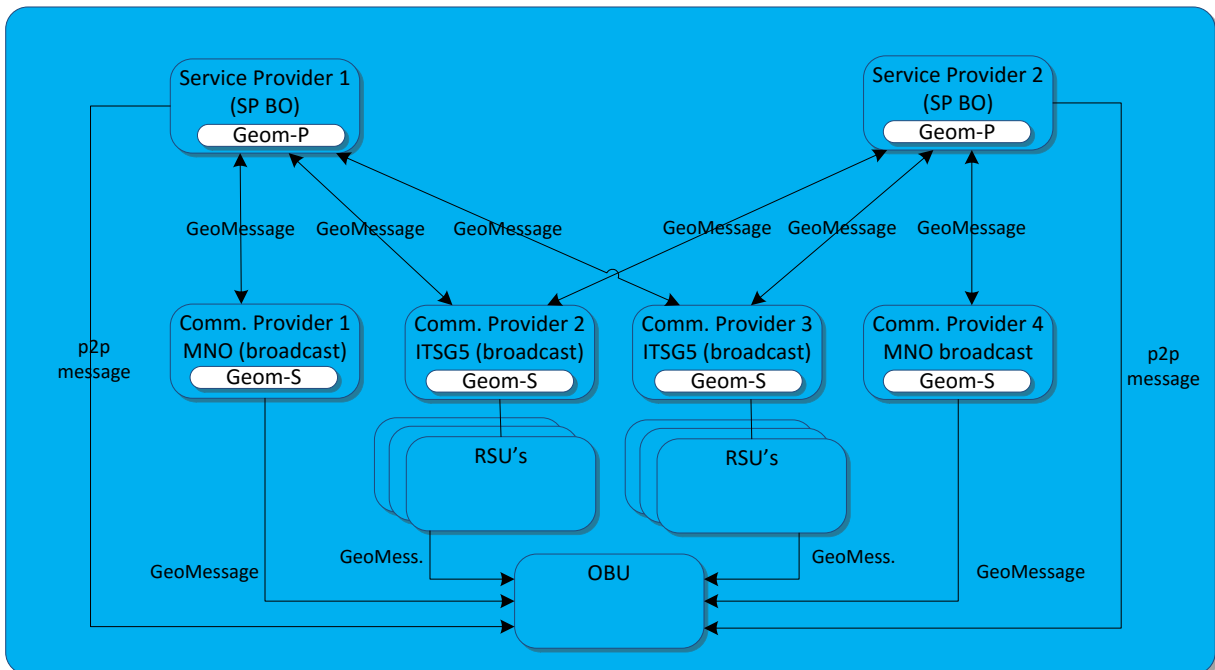 Service Provider 1
(SP BO)
Geom-P
Service Provider 2
(SP BO)
Geom-P
GeoMessage
GeoMessage
GeoMessage
GeoMessage
GeoMessage
GeoMessage
Comm. Provider 1
MNO (broadcast)
Geom-S
Comm. Provider 2
ITSG5 (broadcast)
Geom-S
Comm. Provider 3
ITSG5 (broadcast)
Geom-S
Comm. Provider 4
MNO broadcast
Geom-S
p2p
message
p2p
message
RSU's
RSU's
GeoMess.
GeoMess.
GeoMessage
OBU
GeoMessage